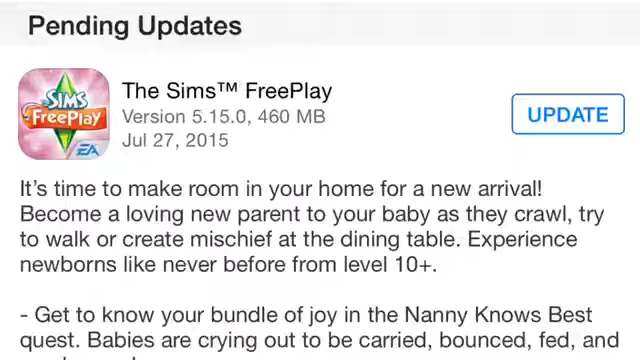 Pending Updates
The Sims™ FreePlay
Version 5.15.0, 460 MB
Jul 27, 2015
UPDATE
SIMS
FreePlay
EA
It’s time to make room in your home for a new arrival!
Become a loving new parent to your baby as they crawl, try
to walk or create mischief at the dining table. Experience
newborns like never before from level 10+.
- Get to know your bundle of joy in the Nanny Knows Best
quest. Babies are crying out to be carried, bounced, fed, and